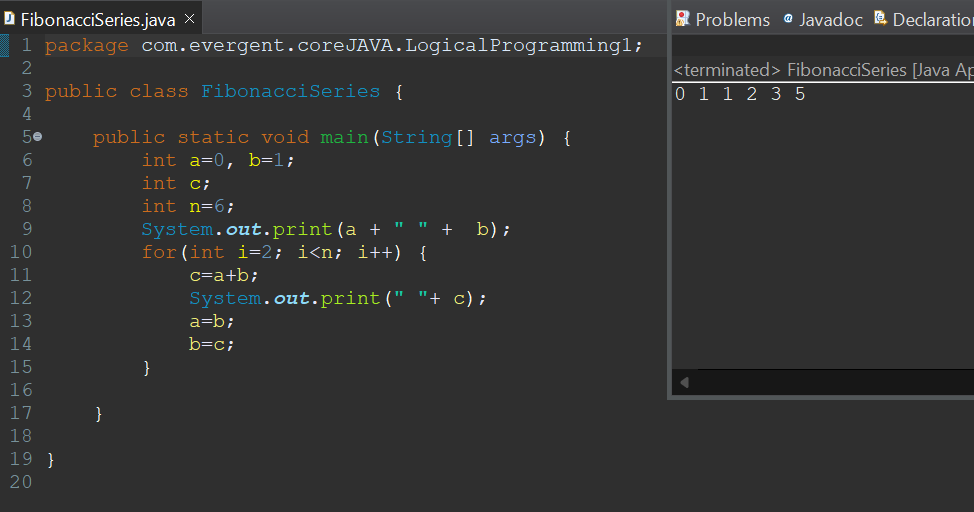 FibonacciSeries.java
1 package com.evergent.coreJAVA.LogicalProgramming1;
2
3 public class FibonacciSeries {
4
5 public static void main(String[] args) {
6 int a=0, b=1;
7 int c;
8 int n=6;
9 System.out.print(a + " " +  b);
10 for(int i=2; i<n; i++) {
11 c=a+b;
12 System.out.print(" "+ c);
13 a=b;
14 b=c;
15 }
16
17 }
18
19 }
20
Problems @ Javadoc Declaration
<terminated> FibonacciSeries [Java Ap
0 1 1 2 3 5